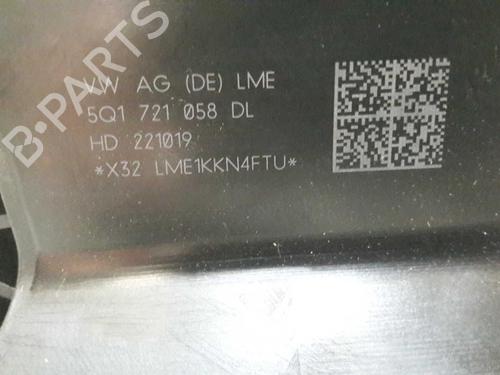 B-PARTS
VW AG (DE) LME
5Q1 721 058 DL
HD 221019
*X32 LME1KKN4FTU*